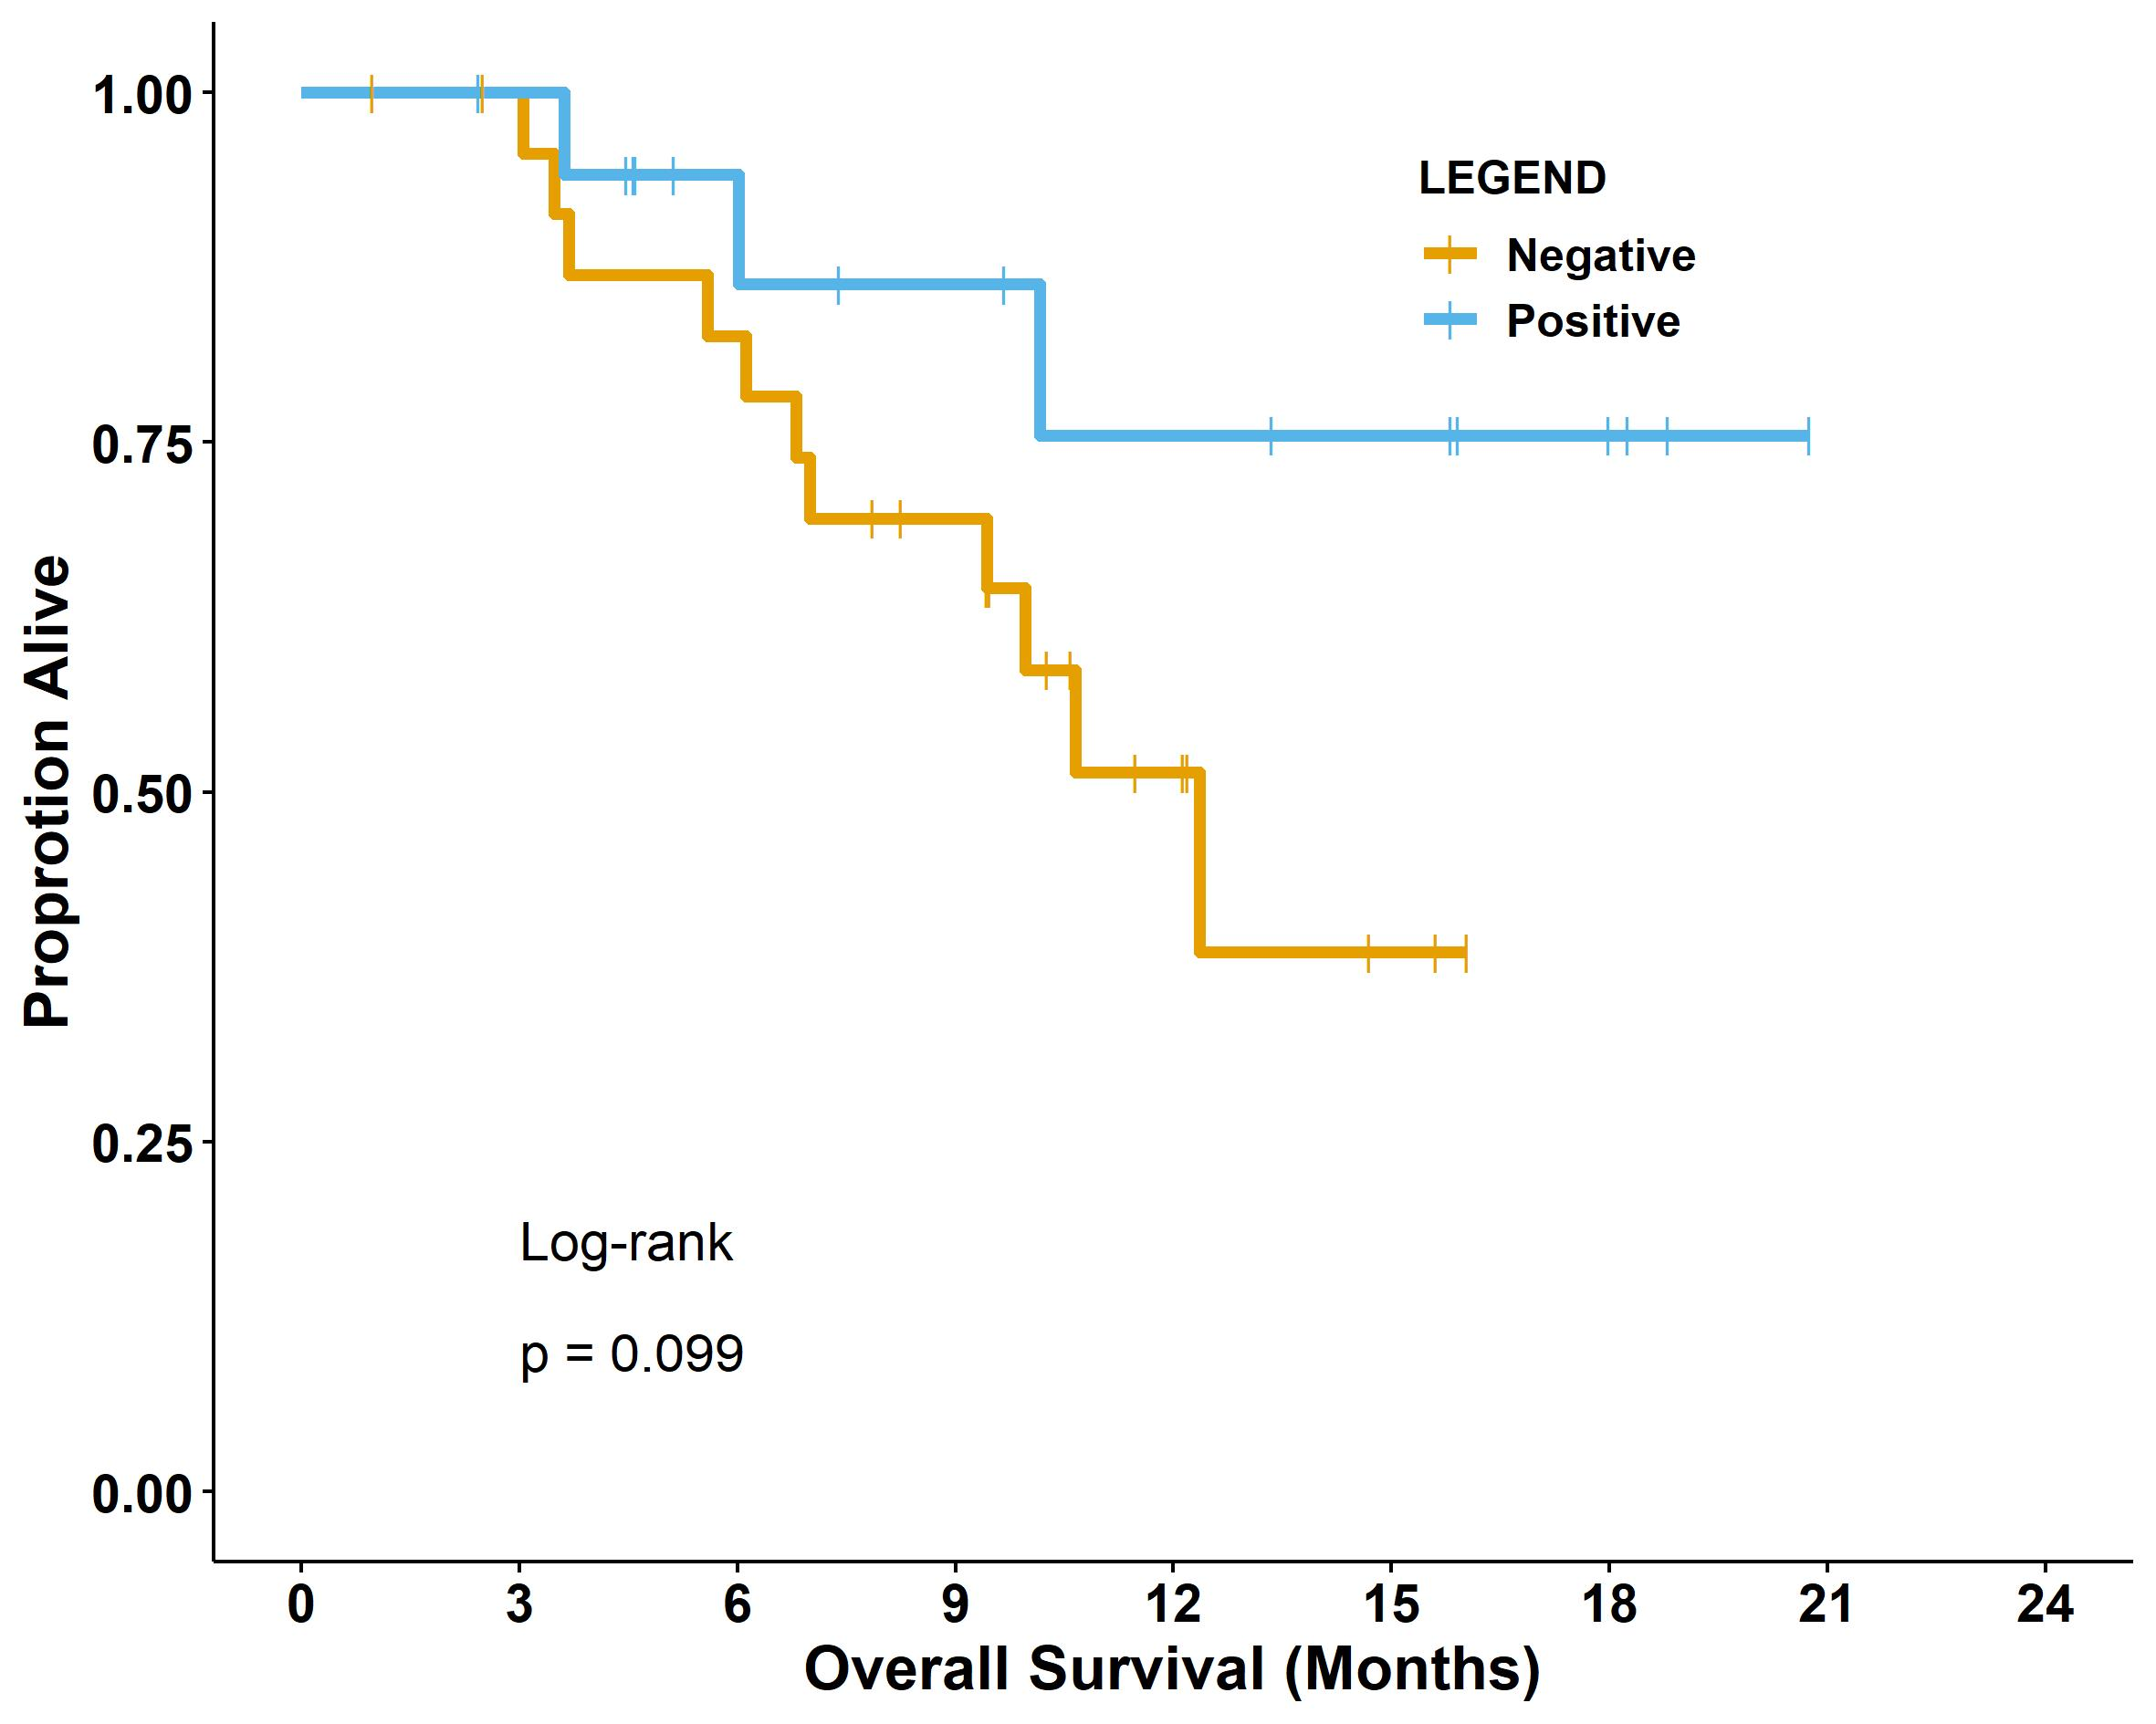 1.00
0.75
0.50
0.25
0.00
Proprotion Alive
LEGEND
Negative
Positive
Log-rank
p = 0.099
0 3 6 9 12 15 18 21 24
Overall Survival (Months)